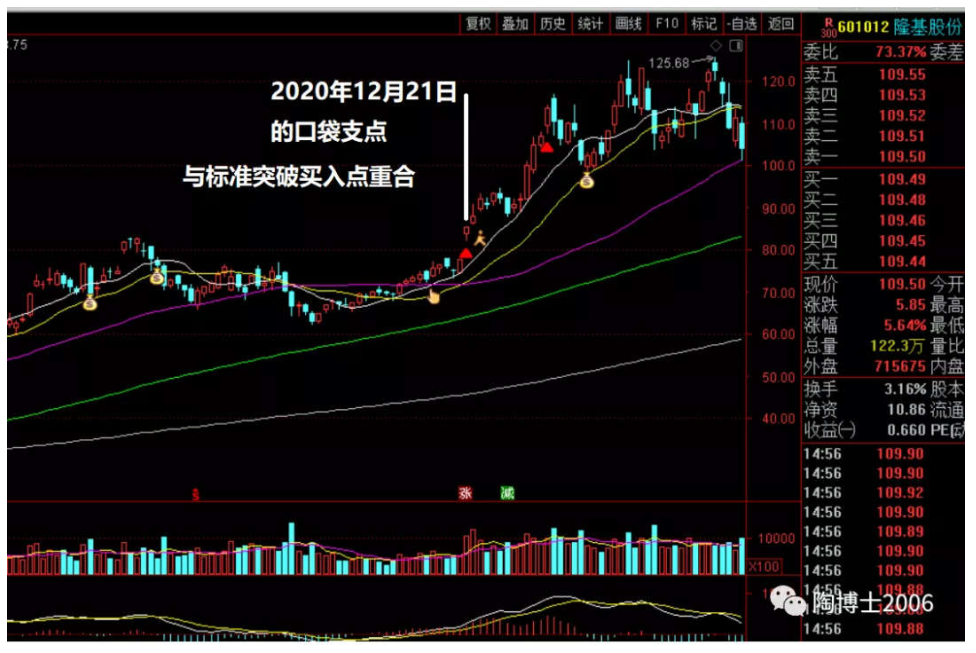 复权 叠加 历史 统计 画线 F10 标记 -自选 返回
R 300 601012 隆基股份
.75
委比 73.37% 委差
卖五 109.55
卖四 109.53
卖三 109.52
卖二 109.51
卖一 109.50
买一 109.49
买二 109.48
买三 109.46
买四 109.45
买五 109.44
现价 109.50 今开
涨跌 5.85 最高
涨幅 5.64% 最低
总量 122.3万 量比
外盘 715675 内盘
换手 3.16% 股本
净资 10.86 流通
收益(一) 0.660 PE(动
14:56 109.90
14:56 109.90
14:56 109.92
14:56 109.90
14:56 109.89
14:56 109.90
14:56 109.90
14:56 109.88
109.88
14:56 109.88
125.68
2020年12月21日
的口袋支点
与标准突破买入点重合
120.0
110.0
100.0
90.00
80.00
70.00
60.00
50.00
40.00
涨 减
10000
X100
陶博士2006